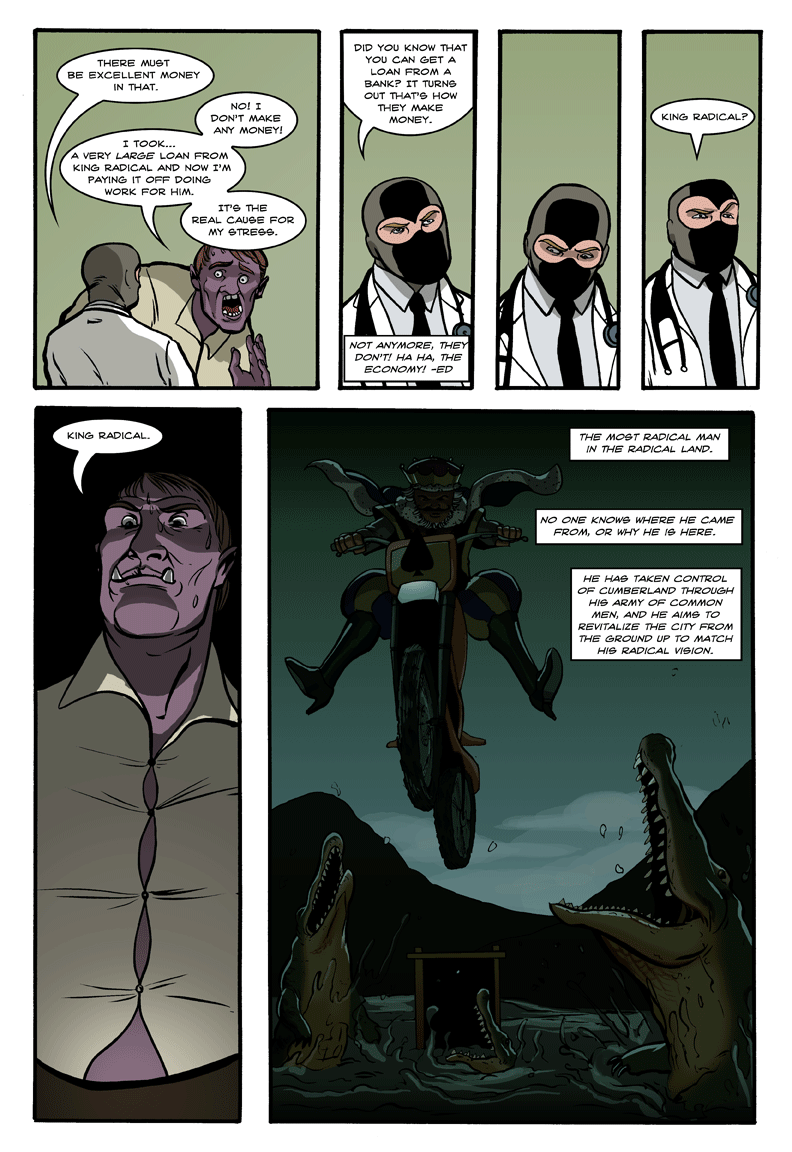 THERE MUST
BE EXCELLENT MONEY
IN THAT.
NO! I
DON'T MAKE
ANY MONEY!
I TOOK...
A VERY LARGE LOAN FROM
KING RADICAL AND NOW I'M
PAYING IT OFF DOING
WORK FOR HIM.
IT'S THE
REAL CAUSE FOR
MY STRESS.
DID YOU KNOW THAT
YOU CAN GET A
LOAN FROM A
BANK? IT TURNS
OUT THAT'S HOW
THEY MAKE
MONEY.
NOT ANYMORE, THEY
DON'T! HA HA, THE
ECONOMY! -ED
KING RADICAL?
KING RADICAL.
THE MOST RADICAL MAN
IN THE RADICAL LAND.
NO ONE KNOWS WHERE HE CAME
FROM, OR WHY HE IS HERE.
HE HAS TAKEN CONTROL
OF CUMBERLAND THROUGH
HIS ARMY OF COMMON
MEN, AND HE AIMS TO
REVITALIZE THE CITY FROM
THE GROUND UP TO MATCH
HIS RADICAL VISION.